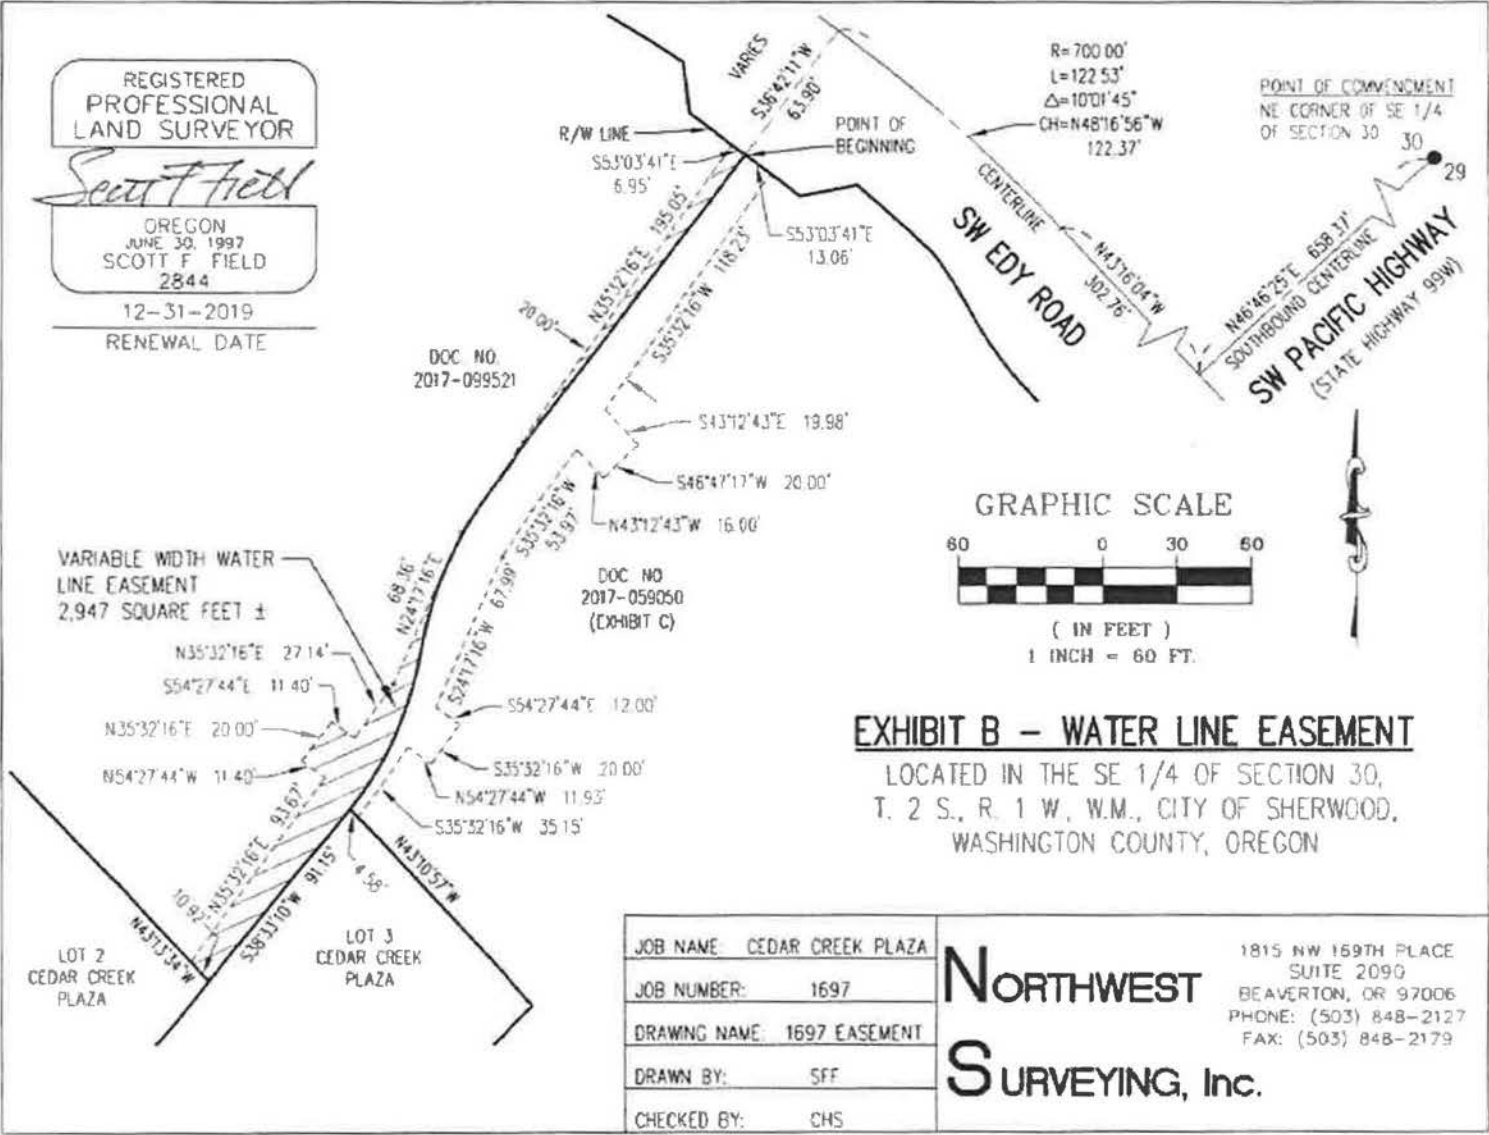 REGISTERED
PROFESSIONAL
LAND SURVEYOR
Scott F Field
OREGON
JUNE 30, 1997
SCOTT F FIELD
2844
12-31-2019
RENEWAL DATE
VARIES
S36°42'11"W
63.90'
R/W LINE
S53°03'41"E
6.95'
POINT OF
BEGINNING
R=700.00'
L=122.53'
Δ=10°01'45"
CH=N48°16'56"W
122.37'
POINT OF COMMENCMENT
NE CORNER OF SE 1/4
OF SECTION 30
30
29
CENTERLINE
SW EDY ROAD
N43°16'04"W
302.76'
N46°46'25"E 658.37'
SOUTHBOUND CENTERLINE
SW PACIFIC HIGHWAY
(STATE HIGHWAY 99W)
S53°03'41"E
13.06'
N35°32'16"E 195.05'
S35°32'16"W 118.23'
20.00'
DOC NO.
2017-099521
S43°12'43"E 19.98'
S46°47'17"W 20.00'
N43°12'43"W 16.00'
S35°32'16"W
53.97'
DOC NO
2017-059050
(EXHIBIT C)
GRAPHIC SCALE
60 0 30 60
( IN FEET )
1 INCH = 60 FT.
VARIABLE WIDTH WATER
LINE EASEMENT
2,947 SQUARE FEET ±
68.36'
N24°17'16"E
S24°17'16"W 67.99'
N35°32'16"E 27.14'
S54°27'44"E 11.40'
N35°32'16"E 20.00'
N54°27'44"W 11.40'
S54°27'44"E 12.00'
S35°32'16"W 20.00'
N54°27'44"W 11.93'
S35°32'16"W 35.15'
N35°32'16"E 93.67'
10.92'
S38°33'10"W 91.15'
4.58'
N43°10'57"W
N43°13'34"W
LOT 2
CEDAR CREEK
PLAZA
LOT 3
CEDAR CREEK
PLAZA
EXHIBIT B - WATER LINE EASEMENT
LOCATED IN THE SE 1/4 OF SECTION 30,
T. 2 S., R. 1 W., W.M., CITY OF SHERWOOD,
WASHINGTON COUNTY, OREGON
JOB NAME: CEDAR CREEK PLAZA
JOB NUMBER: 1697
DRAWING NAME: 1697 EASEMENT
DRAWN BY: SFF
CHECKED BY: CHS
NORTHWEST
SURVEYING, Inc.
1815 NW 169TH PLACE
SUITE 2090
BEAVERTON, OR 97006
PHONE: (503) 848-2127
FAX: (503) 848-2179